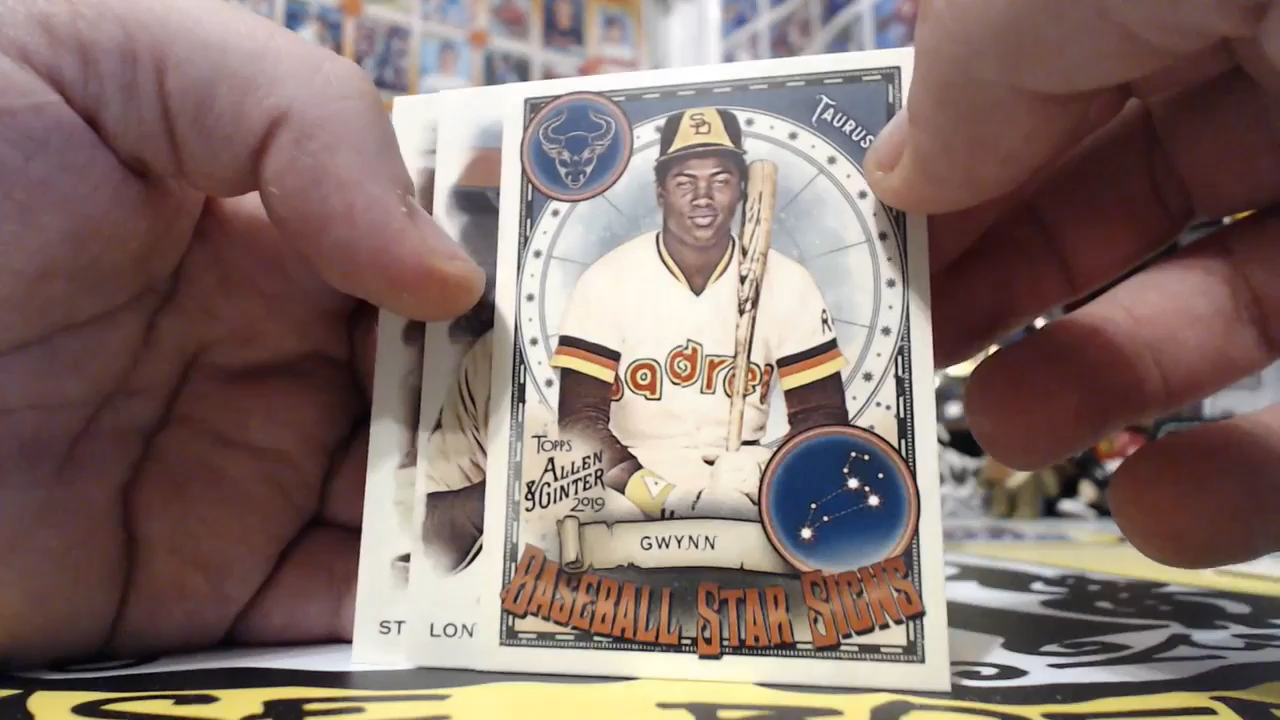 TAURUS
SD
Padres
TOPPS
ALLEN
& GINTER
2019
GWYNN
BASEBALL STAR SIGNS
ST
LON